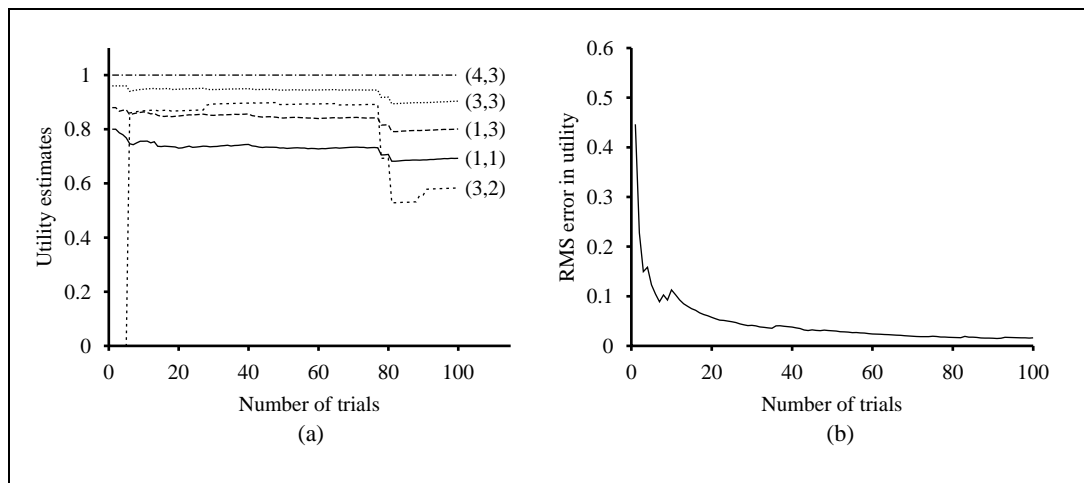 Utility estimates
1
0.8
0.6
0.4
0.2
0
0 20 40 60 80 100
(4,3)
(3,3)
(1,3)
(1,1)
(3,2)
Number of trials
(a)
RMS error in utility
0.6
0.5
0.4
0.3
0.2
0.1
0
0 20 40 60 80 100
Number of trials
(b)